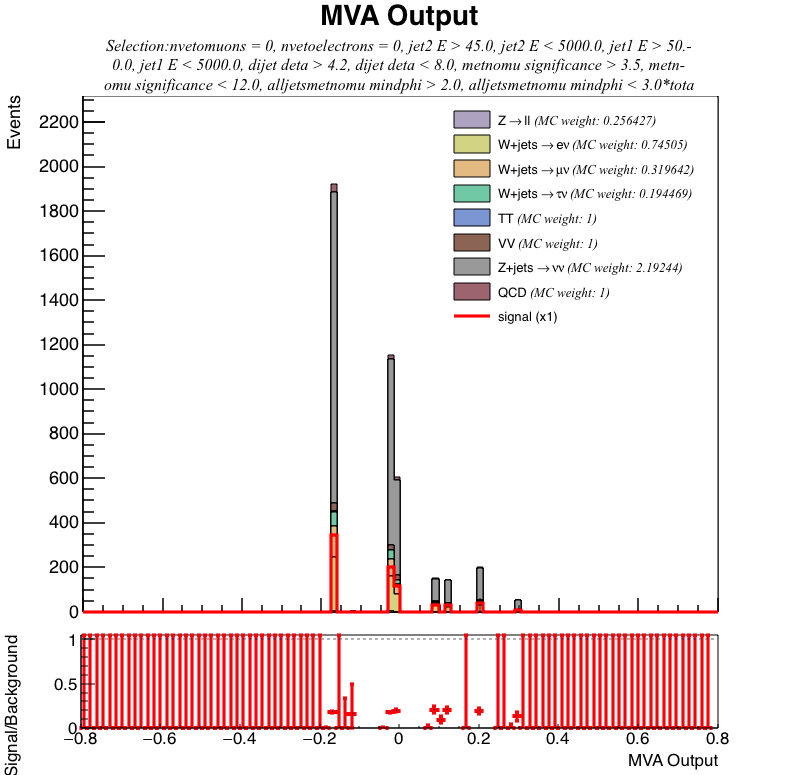 MVA Output
Selection:nvetomuons = 0, nvetoelectrons = 0, jet2 E > 45.0, jet2 E < 5000.0, jet1 E > 50.-
0.0, jet1 E < 5000.0, dijet deta > 4.2, dijet deta < 8.0, metnomu significance > 3.5, metn-
omu significance < 12.0, alljetsmetnomu mindphi > 2.0, alljetsmetnomu mindphi < 3.0*tota
Events
2200
2000
1800
1600
1400
1200
1000
800
600
400
200
0
Z→ll (MC weight: 0.256427)
W+jets→eν (MC weight: 0.74505)
W+jets→μν (MC weight: 0.319642)
W+jets→τν (MC weight: 0.194469)
TT (MC weight: 1)
VV (MC weight: 1)
Z+jets→νν (MC weight: 2.19244)
QCD (MC weight: 1)
signal (x1)
Signal/Background
1
0.5
0
−0.8 −0.6 −0.4 −0.2 0 0.2 0.4 0.6 0.8
MVA Output